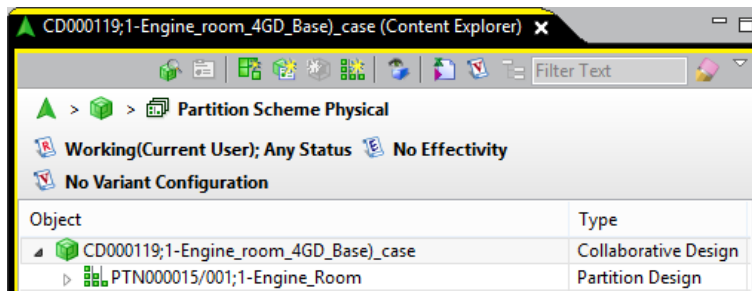 CD000119;1-Engine_room_4GD_Base)_case (Content Explorer)
Filter Text
> > Partition Scheme Physical
Working(Current User); Any Status No Effectivity
No Variant Configuration
Object Type
CD000119;1-Engine_room_4GD_Base)_case Collaborative Design
PTN000015/001;1-Engine_Room Partition Design